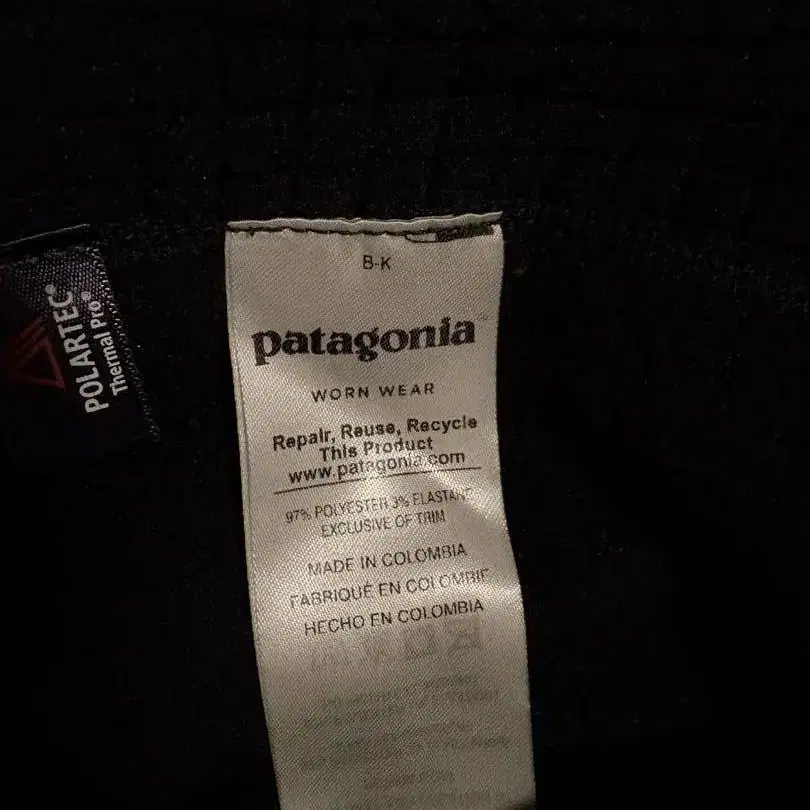 POLARTEC®
Thermal Pro®
B-K
patagonia™
WORN WEAR
Repair, Reuse, Recycle
This Product
www.patagonia.com
97% POLYESTER 3% ELASTANE
EXCLUSIVE OF TRIM
MADE IN COLOMBIA
FABRIQUÉ EN COLOMBIE
HECHO EN COLOMBIA